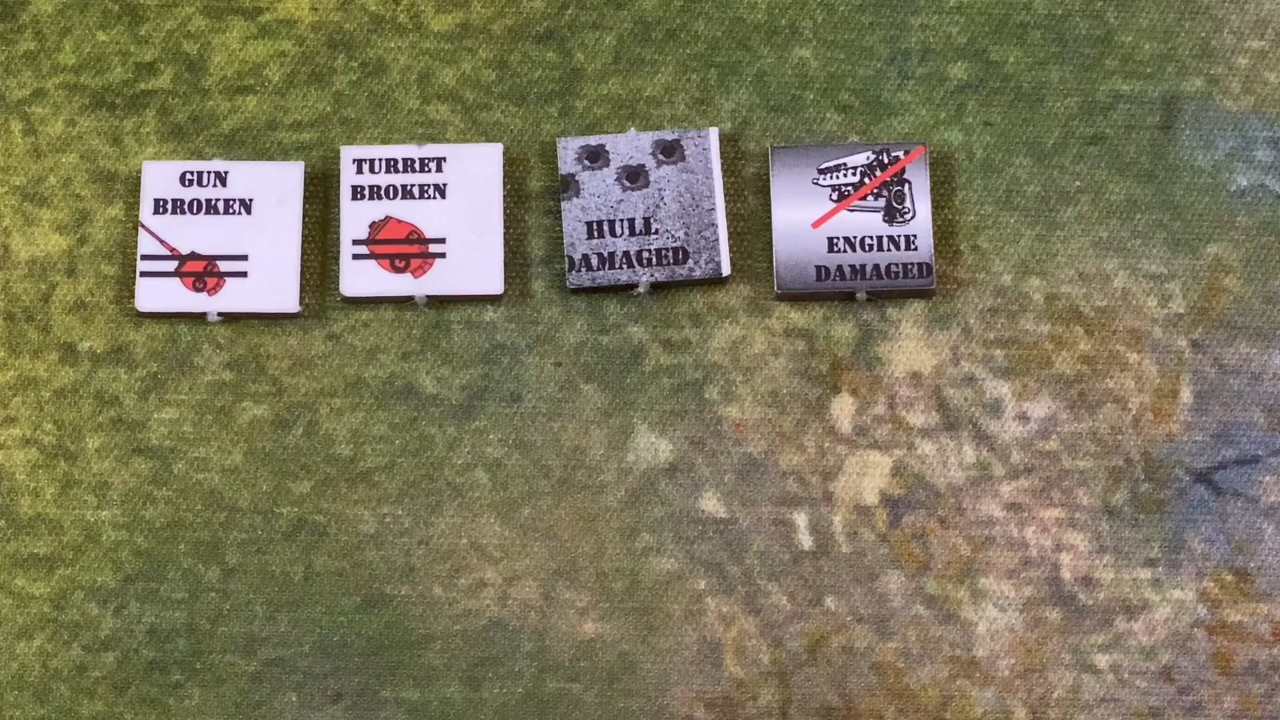 GUN
BROKEN
TURRET
BROKEN
HULL
DAMAGED
ENGINE
DAMAGED